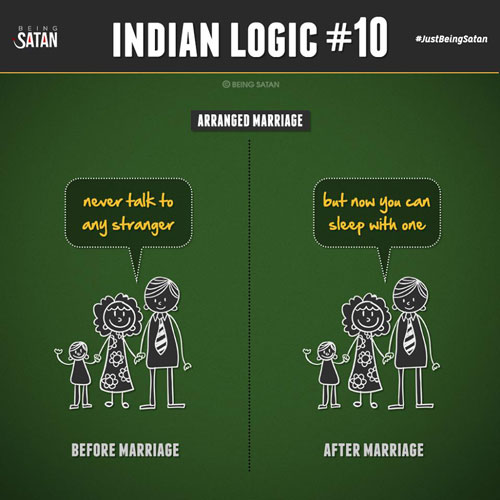 BEING
SATAN
INDIAN LOGIC #10
#JustBeingSatan
© BEING SATAN
ARRANGED MARRIAGE
never talk to
any stranger
but now you can
sleep with one
BEFORE MARRIAGE
AFTER MARRIAGE